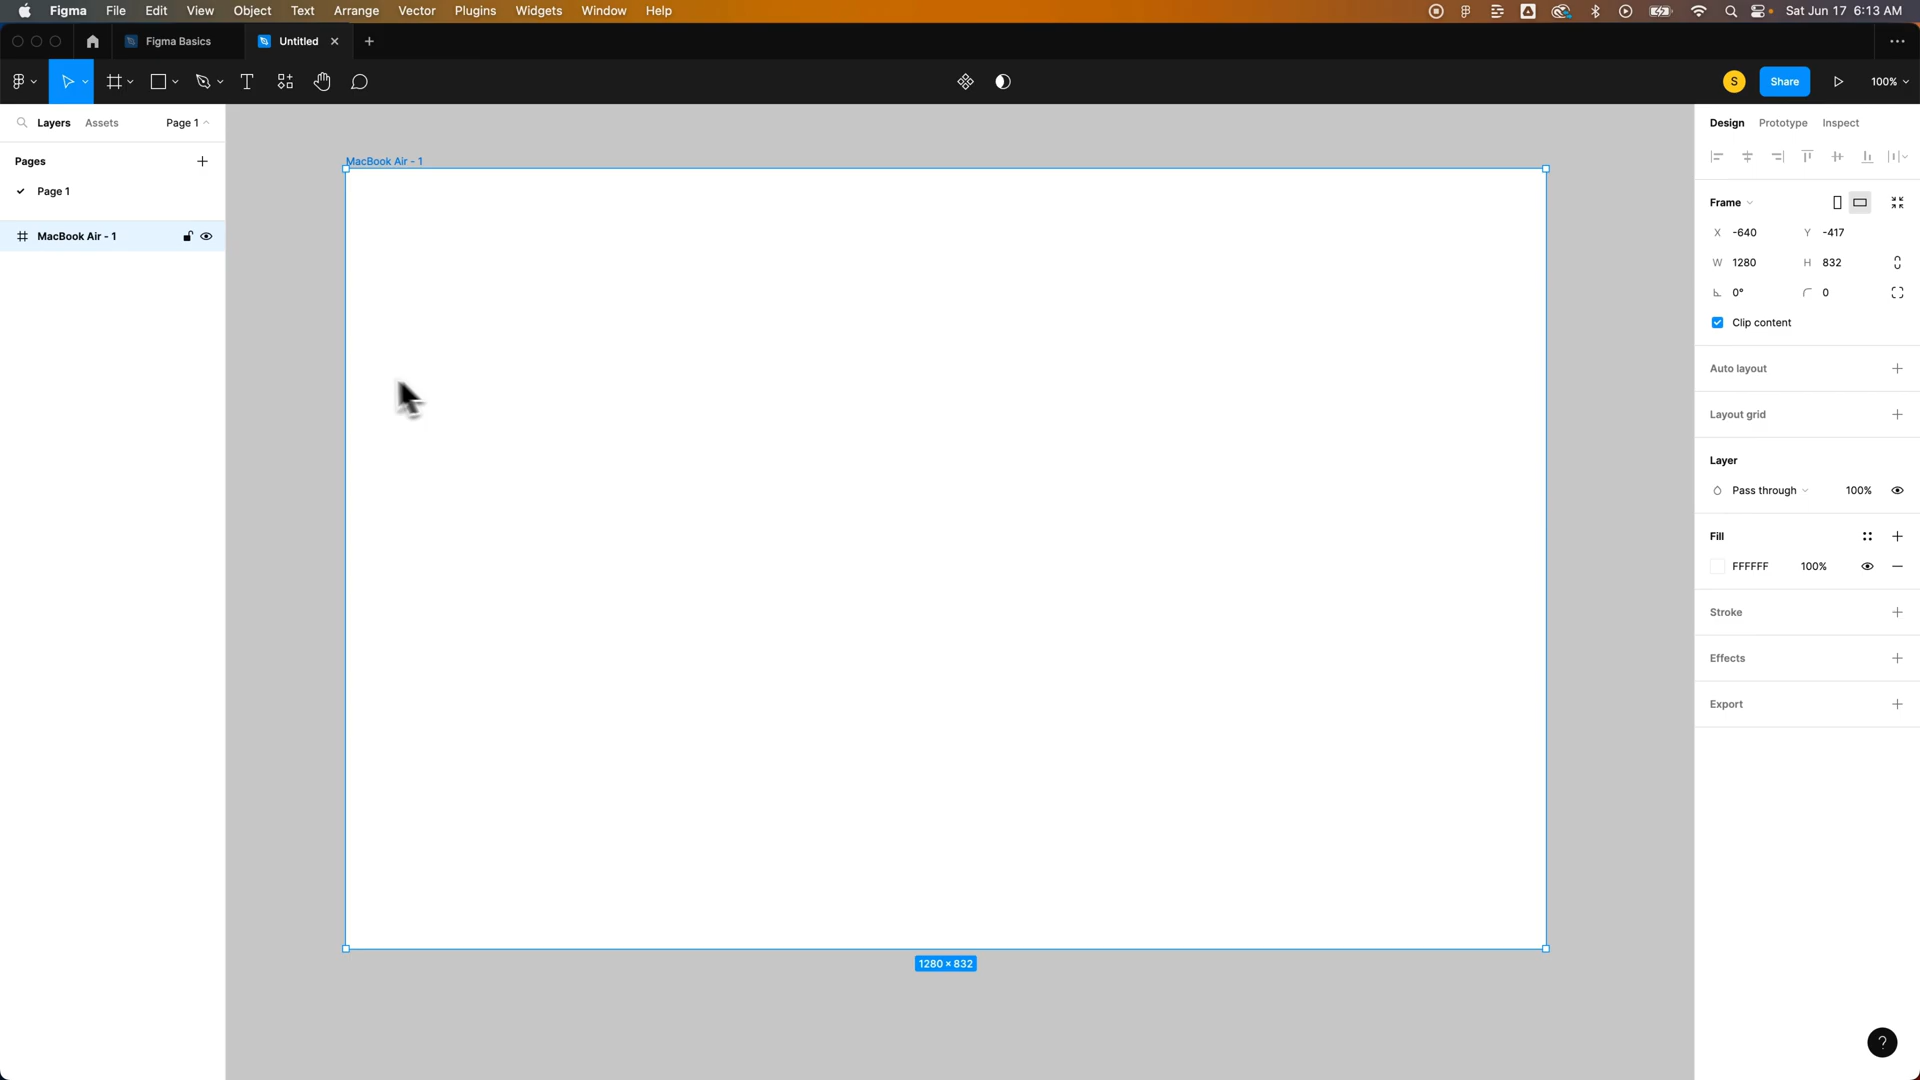 Figma File Edit View Object Text Arrange Vector Plugins Widgets Window Help Sat Jun 17 6:13 AM
Figma Basics Untitled
S Share 100%
Layers Assets Page 1
Pages
Page 1
MacBook Air - 1
MacBook Air - 1
1280 × 832
Design Prototype Inspect
Frame
X -640 Y -417
W 1280 H 832
0° 0
Clip content
Auto layout
Layout grid
Layer
Pass through 100%
Fill
FFFFFF 100%
Stroke
Effects
Export
?